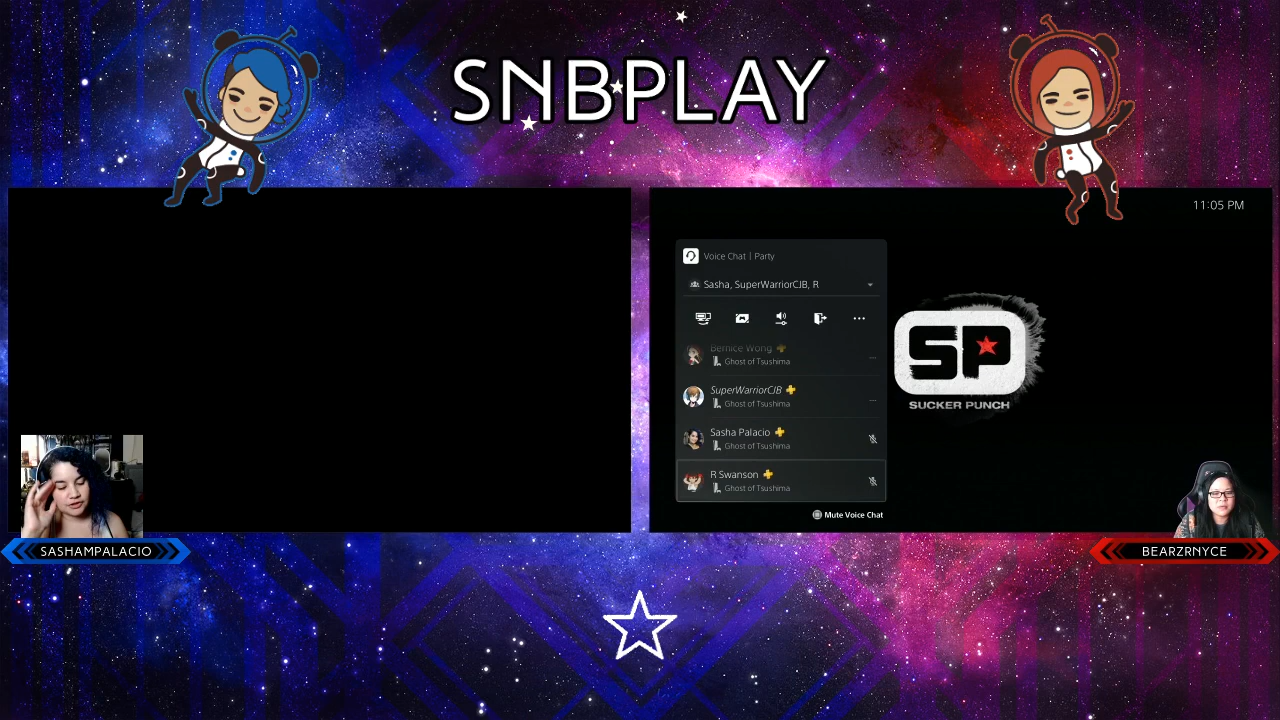 SNBPLAY
11:05 PM
Voice Chat | Party
Sasha, SuperWarriorCJB, R
Bernice Wong
Ghost of Tsushima
SuperWarriorCJB
Ghost of Tsushima
Sasha Palacio
Ghost of Tsushima
R Swanson
Ghost of Tsushima
Mute Voice Chat
SP
SUCKER PUNCH
SASHAMPALACIO
BEARZRNYCE